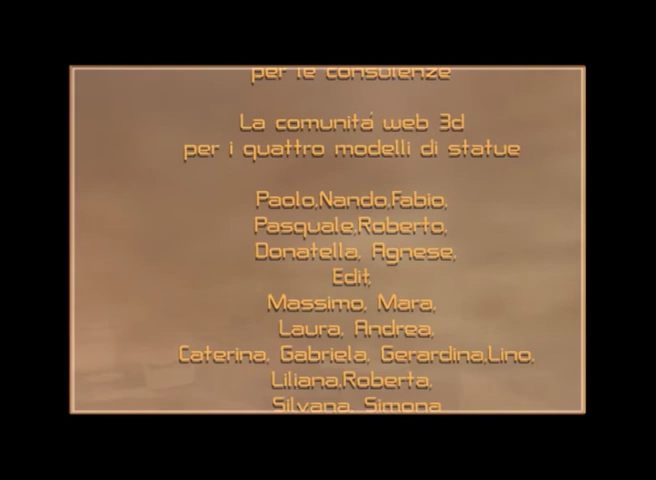 per le consulenze
La comunita' web 3d
per i quattro modelli di statue
Paolo,Nando,Fabio,
Pasquale,Roberto,
Donatella, Agnese,
Edit,
Massimo, Mara,
Laura, Andrea,
Caterina, Gabriela, Gerardina,Lino,
Liliana,Roberta,
Silvana, Simona